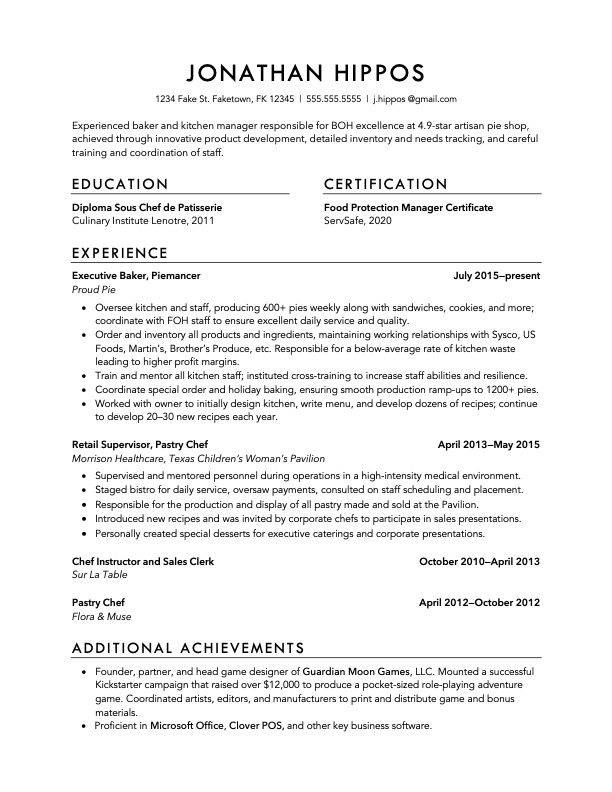 JONATHAN HIPPOS
1234 Fake St. Faketown, FK 12345 | 555.555.5555 | j.hippos @gmail.com
Experienced baker and kitchen manager responsible for BOH excellence at 4.9-star artisan pie shop,
achieved through innovative product development, detailed inventory and needs tracking, and careful
training and coordination of staff.
EDUCATION
Diploma Sous Chef de Patisserie
Culinary Institute Lenotre, 2011
CERTIFICATION
Food Protection Manager Certificate
ServSafe, 2020
EXPERIENCE
Executive Baker, Piemancer July 2015–present
Proud Pie
• Oversee kitchen and staff, producing 600+ pies weekly along with sandwiches, cookies, and more;
coordinate with FOH staff to ensure excellent daily service and quality.
• Order and inventory all products and ingredients, maintaining working relationships with Sysco, US
Foods, Martin’s, Brother’s Produce, etc. Responsible for a below-average rate of kitchen waste
leading to higher profit margins.
• Train and mentor all kitchen staff; instituted cross-training to increase staff abilities and resilience.
• Coordinate special order and holiday baking, ensuring smooth production ramp-ups to 1200+ pies.
• Worked with owner to initially design kitchen, write menu, and develop dozens of recipes; continue
to develop 20–30 new recipes each year.
Retail Supervisor, Pastry Chef April 2013–May 2015
Morrison Healthcare, Texas Children’s Woman’s Pavilion
• Supervised and mentored personnel during operations in a high-intensity medical environment.
• Staged bistro for daily service, oversaw payments, consulted on staff scheduling and placement.
• Responsible for the production and display of all pastry made and sold at the Pavilion.
• Introduced new recipes and was invited by corporate chefs to participate in sales presentations.
• Personally created special desserts for executive caterings and corporate presentations.
Chef Instructor and Sales Clerk October 2010–April 2013
Sur La Table
Pastry Chef April 2012–October 2012
Flora & Muse
ADDITIONAL ACHIEVEMENTS
• Founder, partner, and head game designer of Guardian Moon Games, LLC. Mounted a successful
Kickstarter campaign that raised over $12,000 to produce a pocket-sized role-playing adventure
game. Coordinated artists, editors, and manufacturers to print and distribute game and bonus
materials.
• Proficient in Microsoft Office, Clover POS, and other key business software.